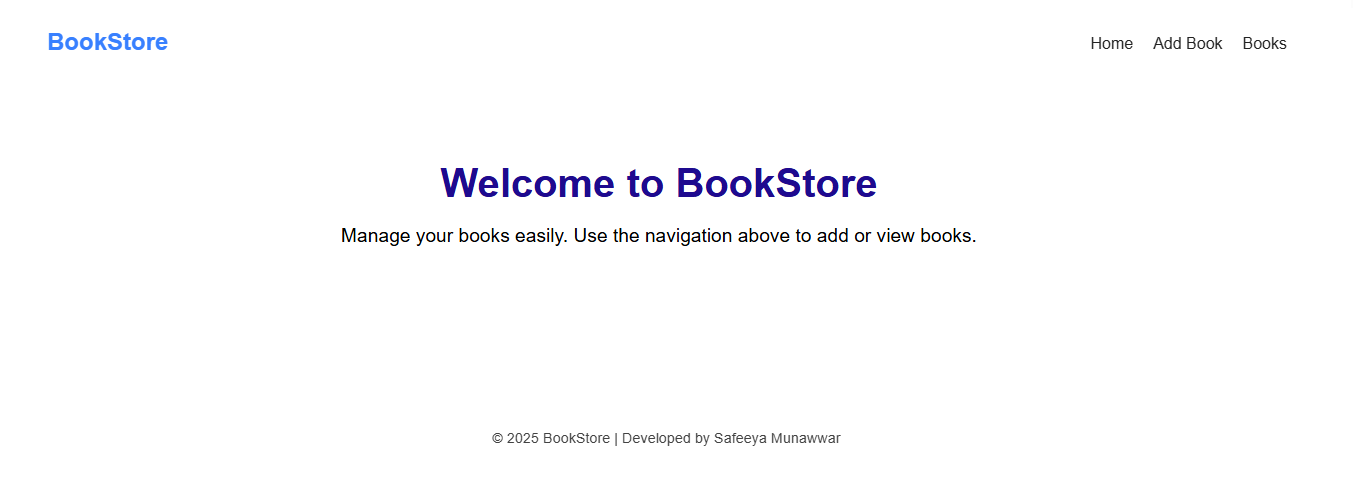 BookStore
Home Add Book Books
Welcome to BookStore
Manage your books easily. Use the navigation above to add or view books.
© 2025 BookStore | Developed by Safeeya Munawwar